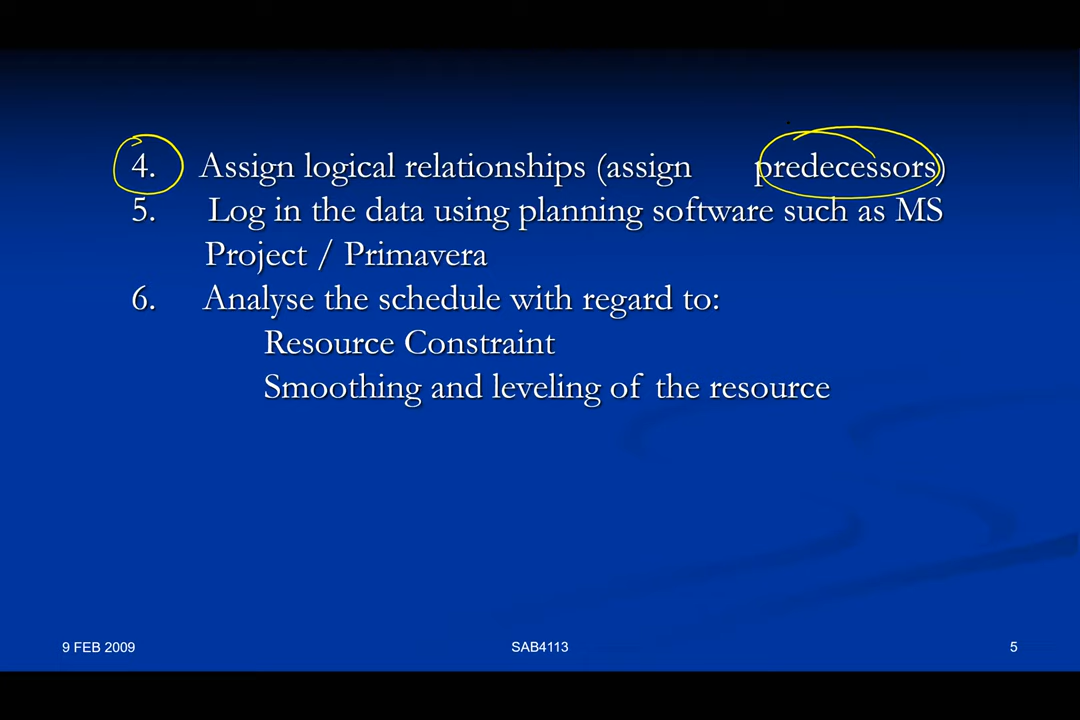 4. Assign logical relationships (assign predecessors)
5. Log in the data using planning software such as MS
Project / Primavera
6. Analyse the schedule with regard to:
Resource Constraint
Smoothing and leveling of the resource
9 FEB 2009 SAB4113 5